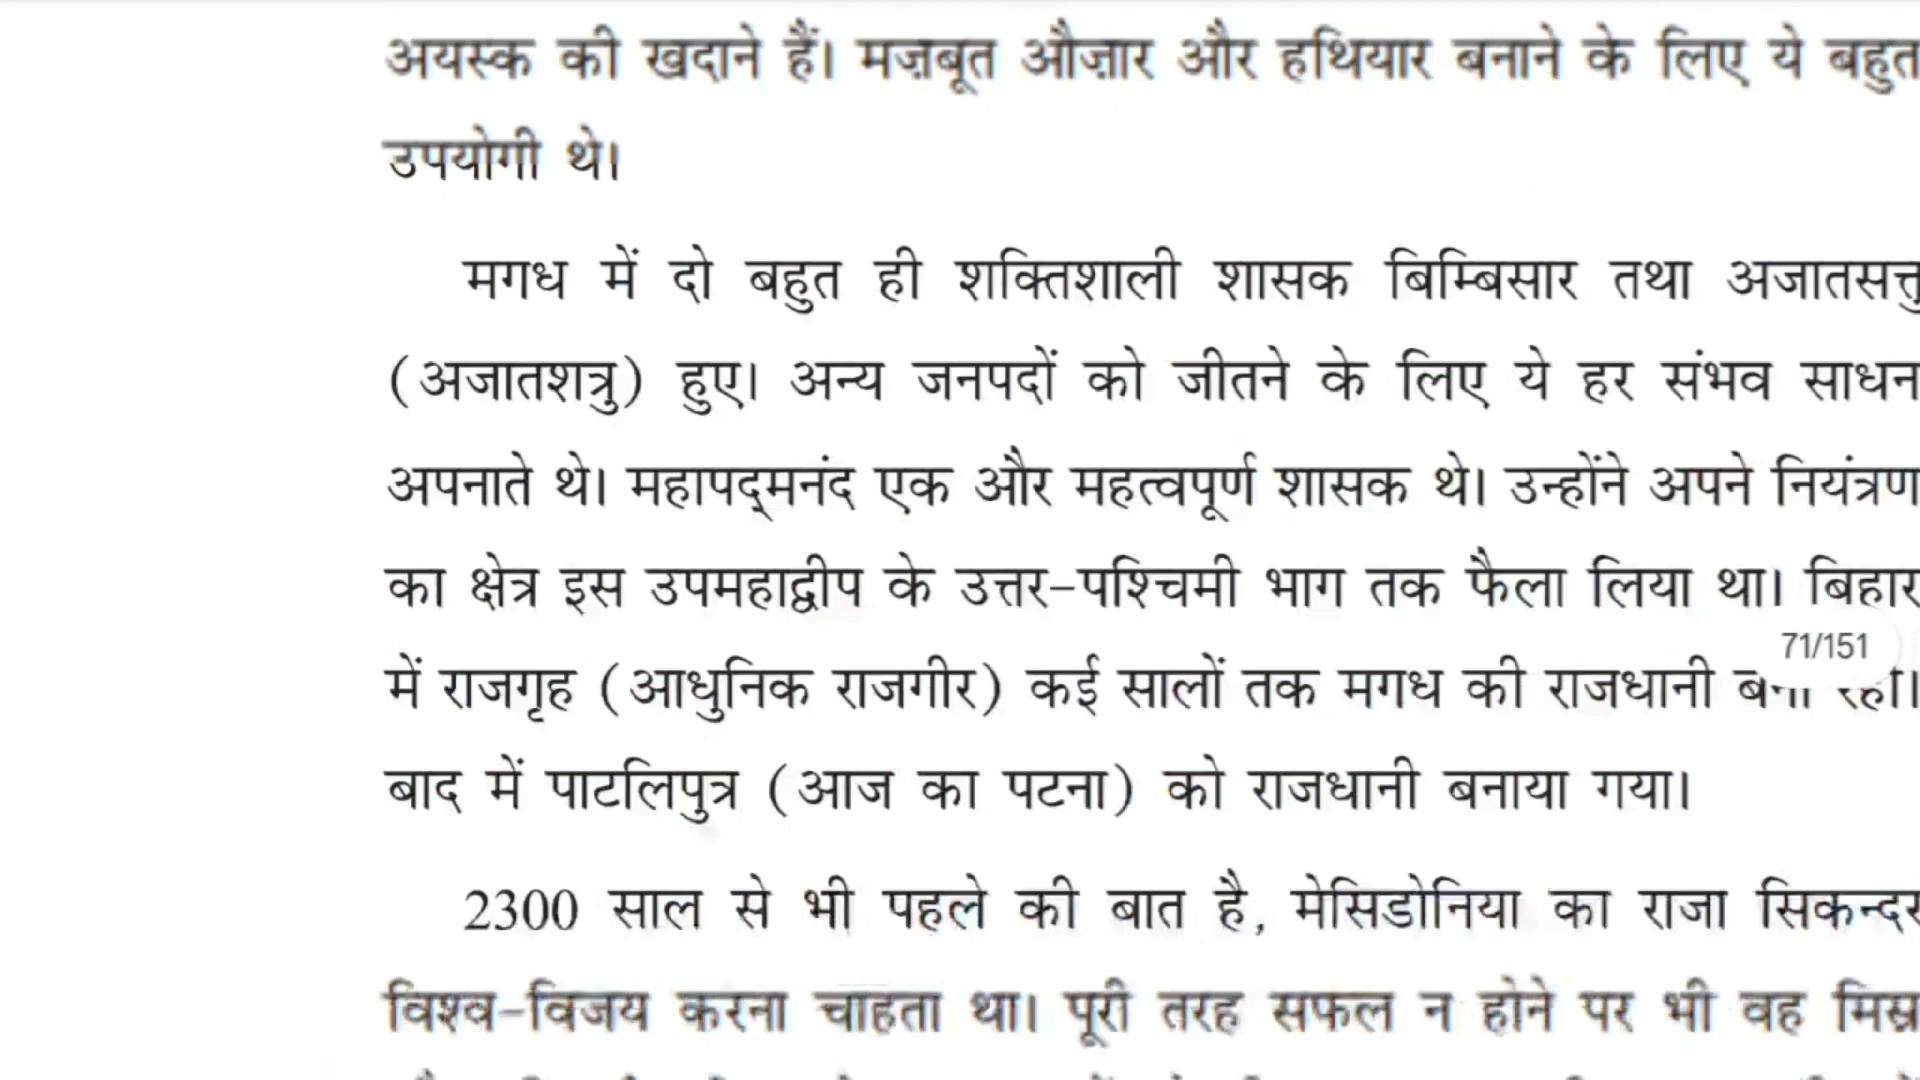 अयस्क की खदाने हैं। मज़बूत औज़ार और हथियार बनाने के लिए ये बहुत
उपयोगी थे।
मगध में दो बहुत ही शक्तिशाली शासक बिम्बिसार तथा अजातसत्तु
(अजातशत्रु) हुए। अन्य जनपदों को जीतने के लिए ये हर संभव साधन
अपनाते थे। महापद्मनंद एक और महत्वपूर्ण शासक थे। उन्होंने अपने नियंत्रण
का क्षेत्र इस उपमहाद्वीप के उत्तर-पश्चिमी भाग तक फैला लिया था। बिहार
71/151
में राजगृह (आधुनिक राजगीर) कई सालों तक मगध की राजधानी बनी रही।
बाद में पाटलिपुत्र (आज का पटना) को राजधानी बनाया गया।
2300 साल से भी पहले की बात है, मेसिडोनिया का राजा सिकन्दर
विश्व-विजय करना चाहता था। पूरी तरह सफल न होने पर भी वह मिस्र